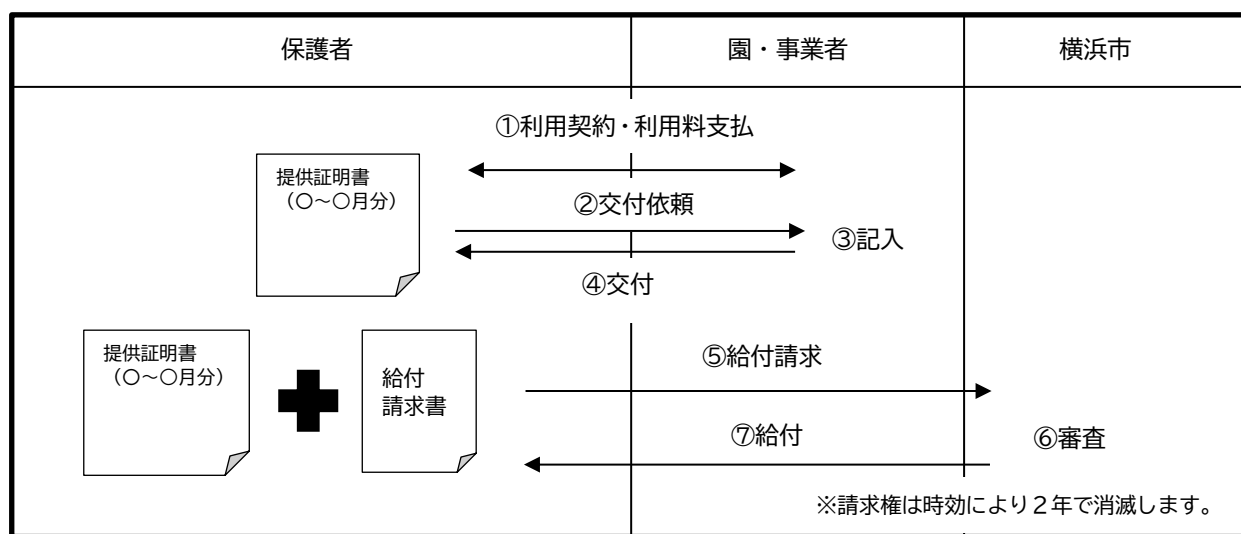 保護者
園・事業者
横浜市
①利用契約・利用料支払
提供証明書
（〇～〇月分）
②交付依頼
③記入
④交付
提供証明書
（〇～〇月分）
給付
請求書
⑤給付請求
⑦給付
⑥審査
※請求権は時効により２年で消滅します。